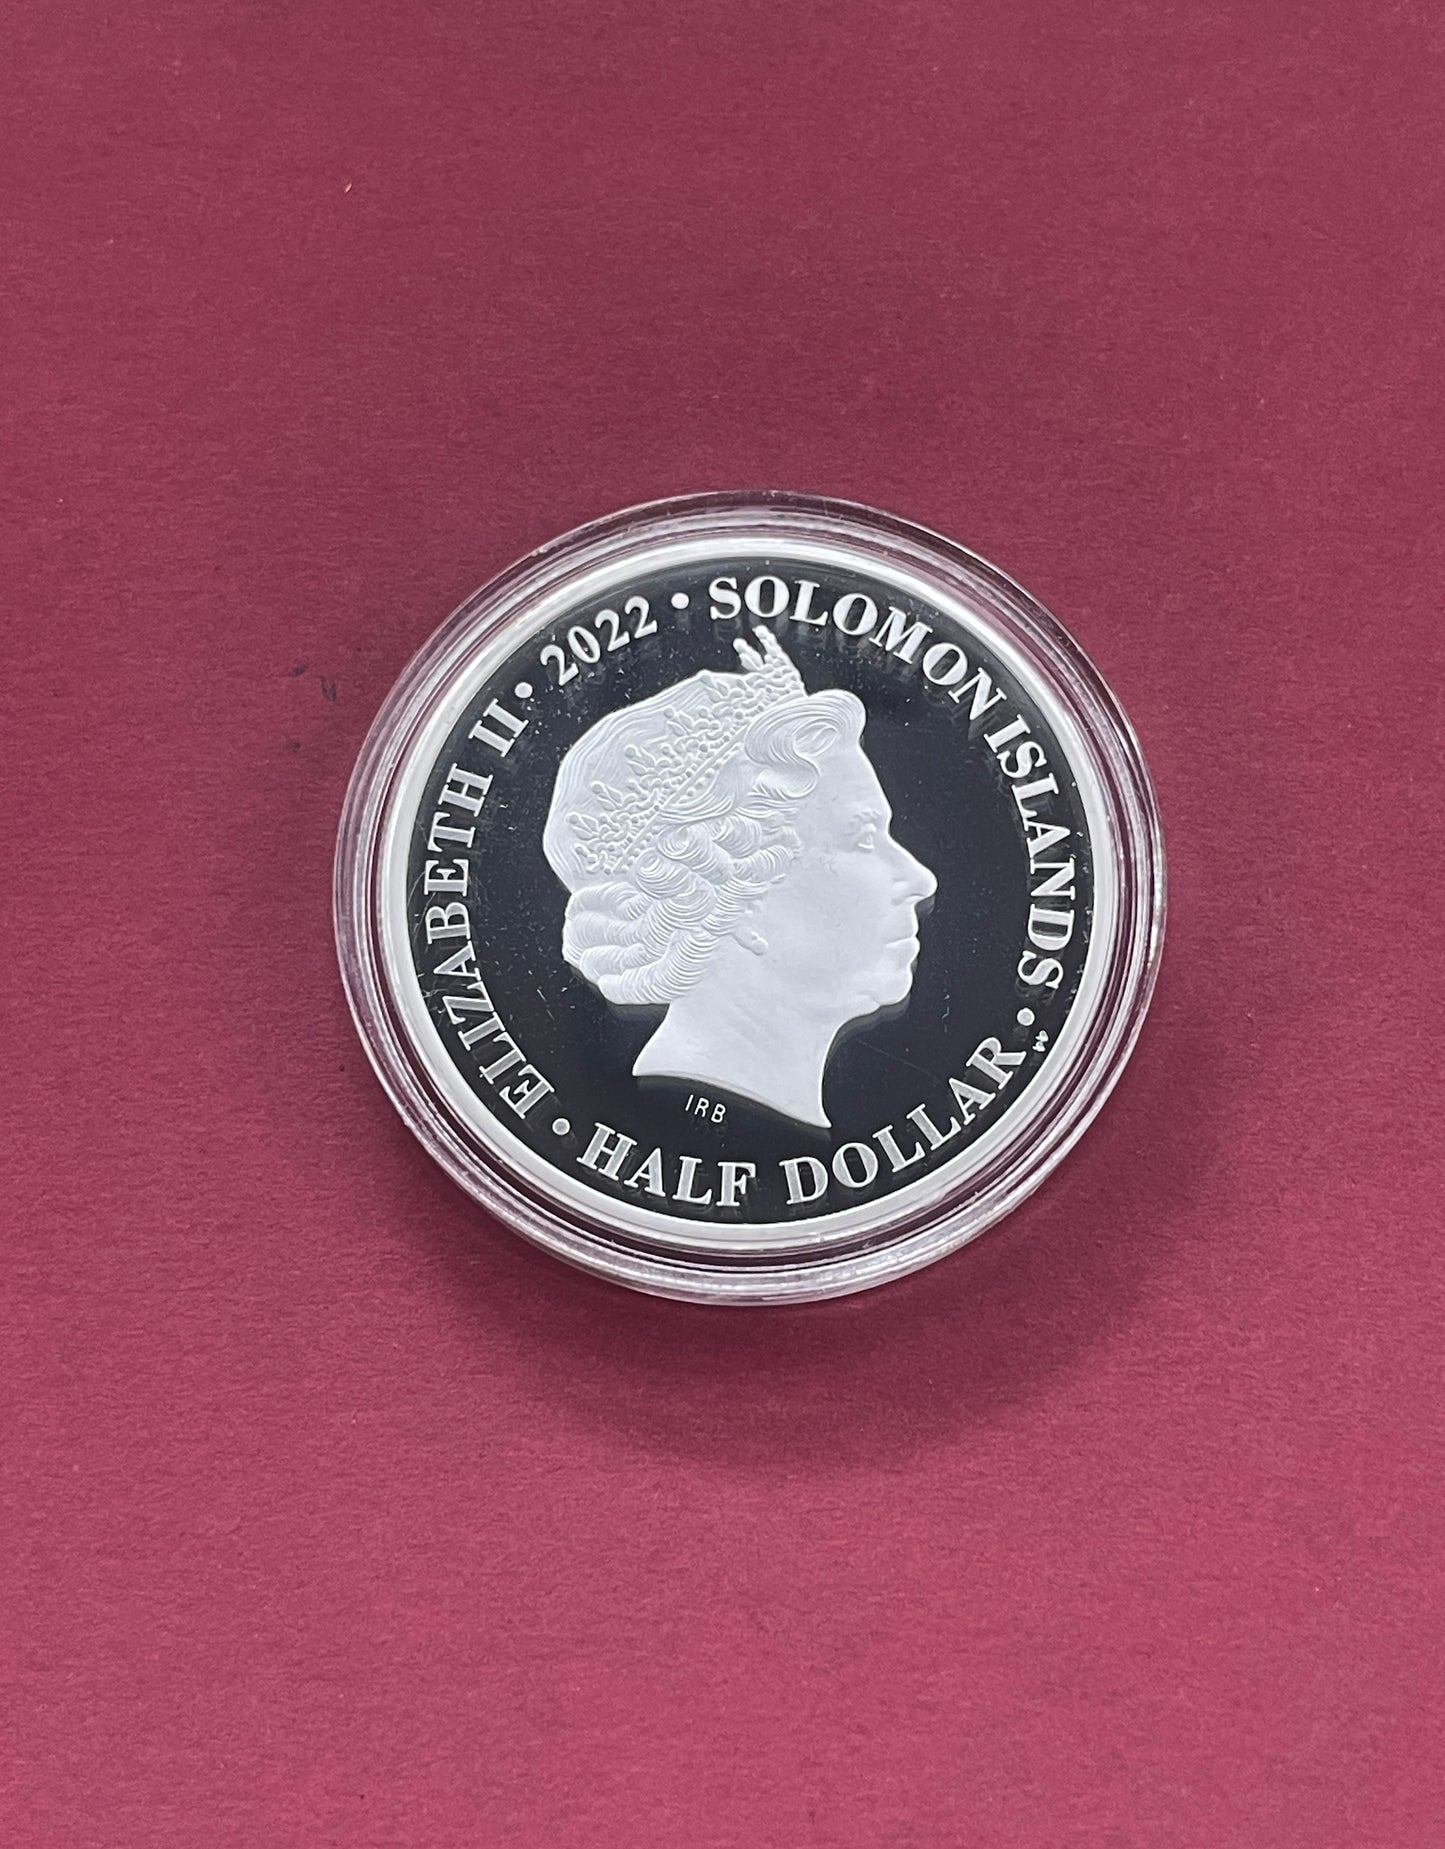 ELIZABETH II • 2022 • SOLOMON ISLANDS •
HALF DOLLAR •
IRB